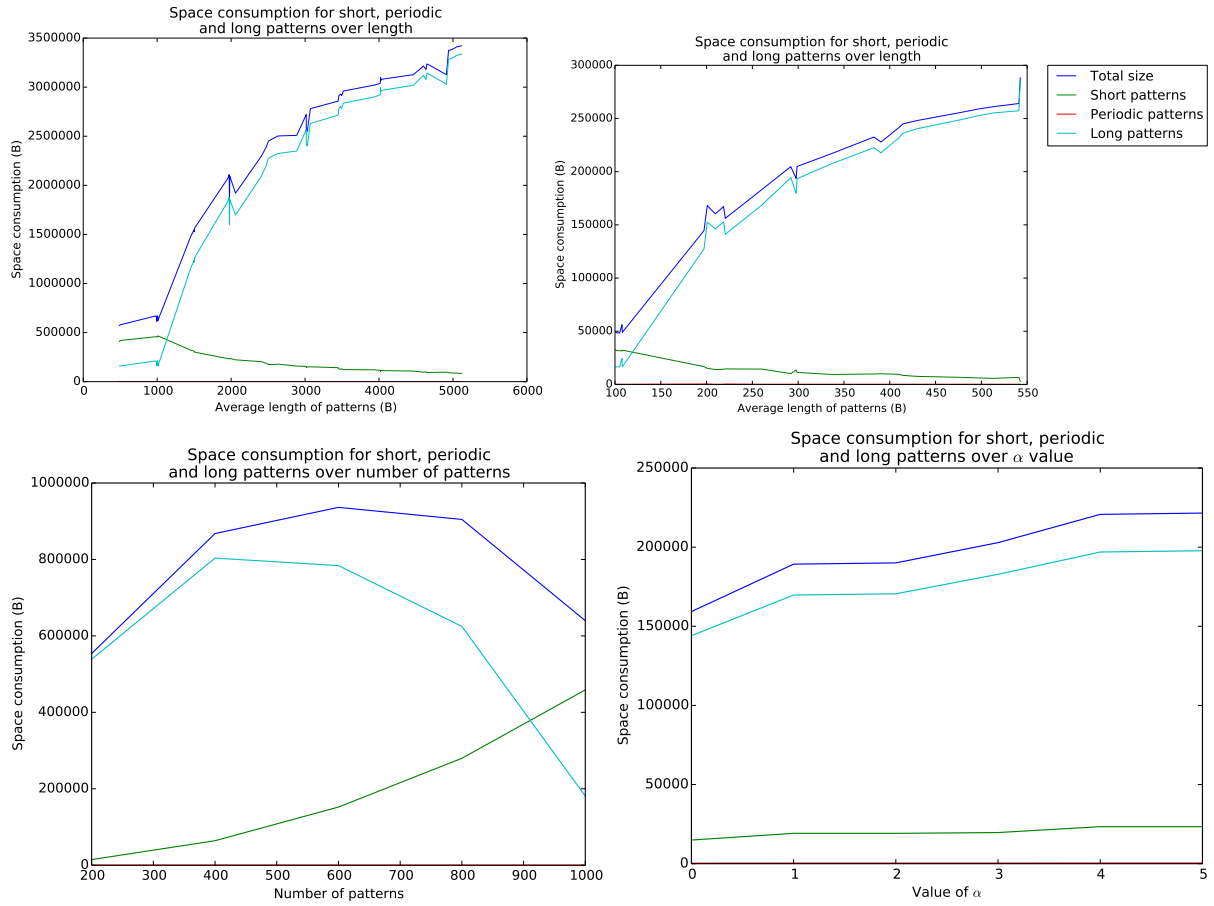 Space consumption for short, periodic
and long patterns over length
Space consumption (B)
3500000
3000000
2500000
2000000
1500000
1000000
500000
0
0 1000 2000 3000 4000 5000 6000
Average length of patterns (B)
Space consumption for short, periodic
and long patterns over length
Space consumption (B)
300000
250000
200000
150000
100000
50000
0
100 150 200 250 300 350 400 450 500 550
Average length of patterns (B)
Total size
Short patterns
Periodic patterns
Long patterns
Space consumption for short, periodic
and long patterns over number of patterns
Space consumption (B)
1000000
800000
600000
400000
200000
0
200 300 400 500 600 700 800 900 1000
Number of patterns
Space consumption for short, periodic
and long patterns over α value
Space consumption (B)
250000
200000
150000
100000
50000
0
0 1 2 3 4 5
Value of α